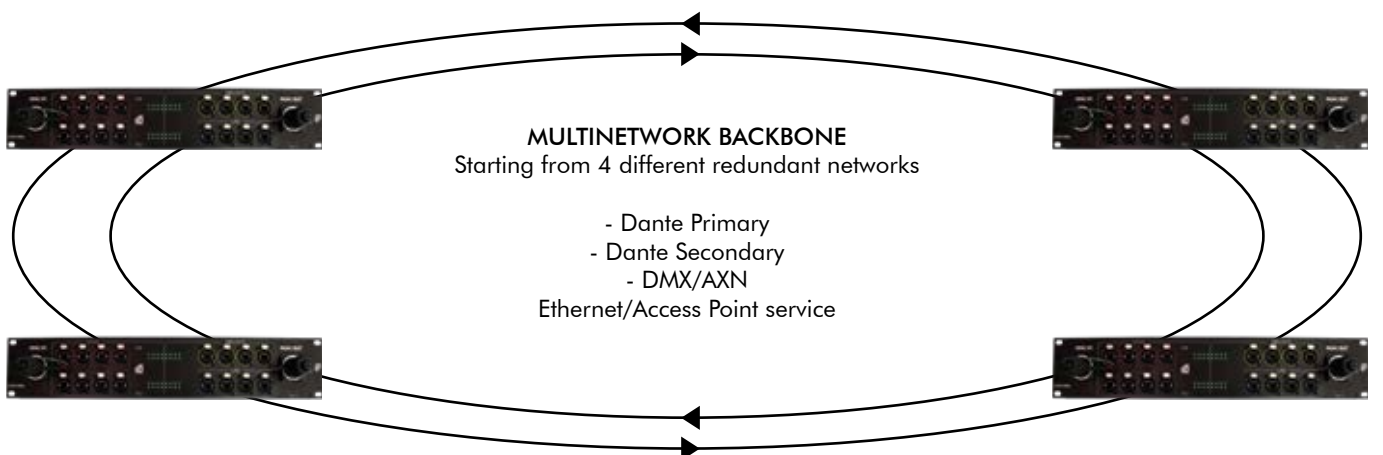 MULTINETWORK BACKBONE
Starting from 4 different redundant networks
- Dante Primary
- Dante Secondary
- DMX/AXN
Ethernet/Access Point service